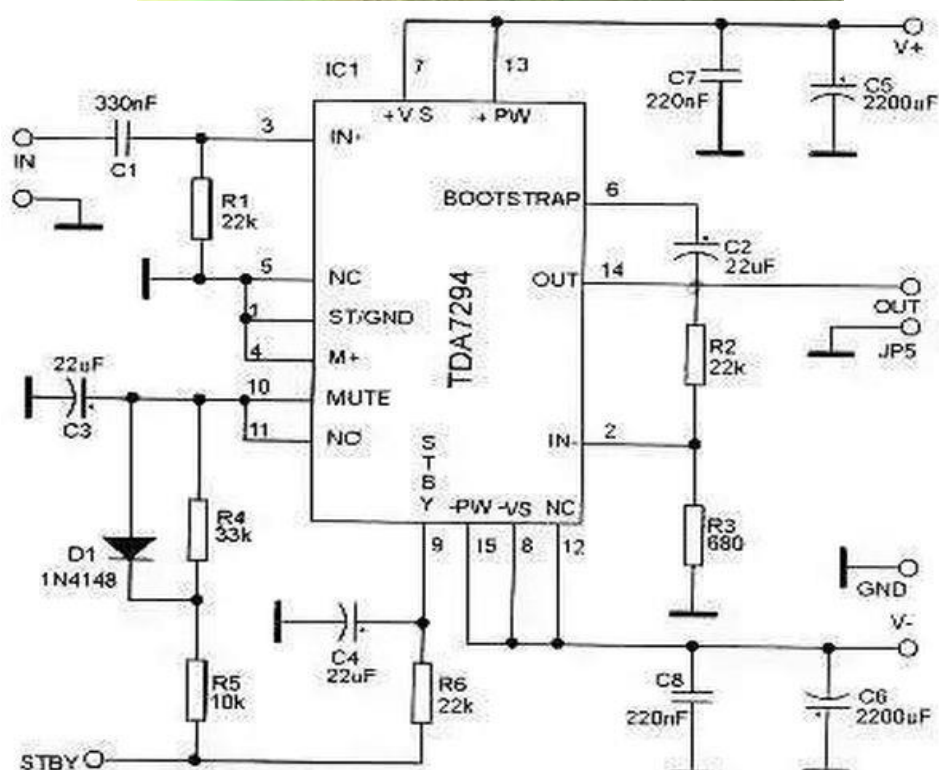 V+
IC1
7
13
330nF
C7
220nF
C5
2200uF
3
+VS
+PW
IN
C1
IN+
R1
22k
BOOTSTRAP
6
C2
22uF
5
NC
OUT
14
OUT
1
ST/GND
TDA7294
R2
22k
JP5
4
M+
22uF
10
MUTE
C3
11
NO
STBY
IN-
2
R4
33k
-PW
-VS
NC
R3
680
D1
1N4148
9
15
8
12
GND
V-
C4
22uF
R5
10k
R6
22k
C8
220nF
C6
2200uF
STBY